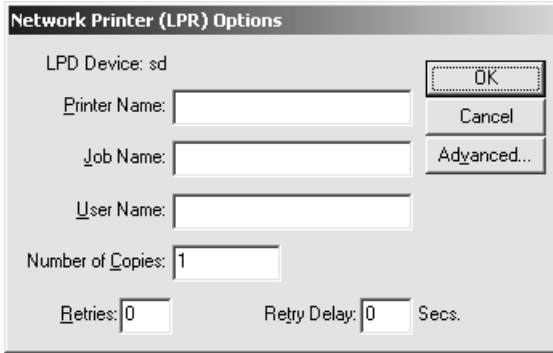 Network Printer (LPR) Options
LPD Device: sd
OK
Printer Name:
Cancel
Job Name:
Advanced...
User Name:
Number of Copies: 1
Retries: 0 Retry Delay: 0 Secs.